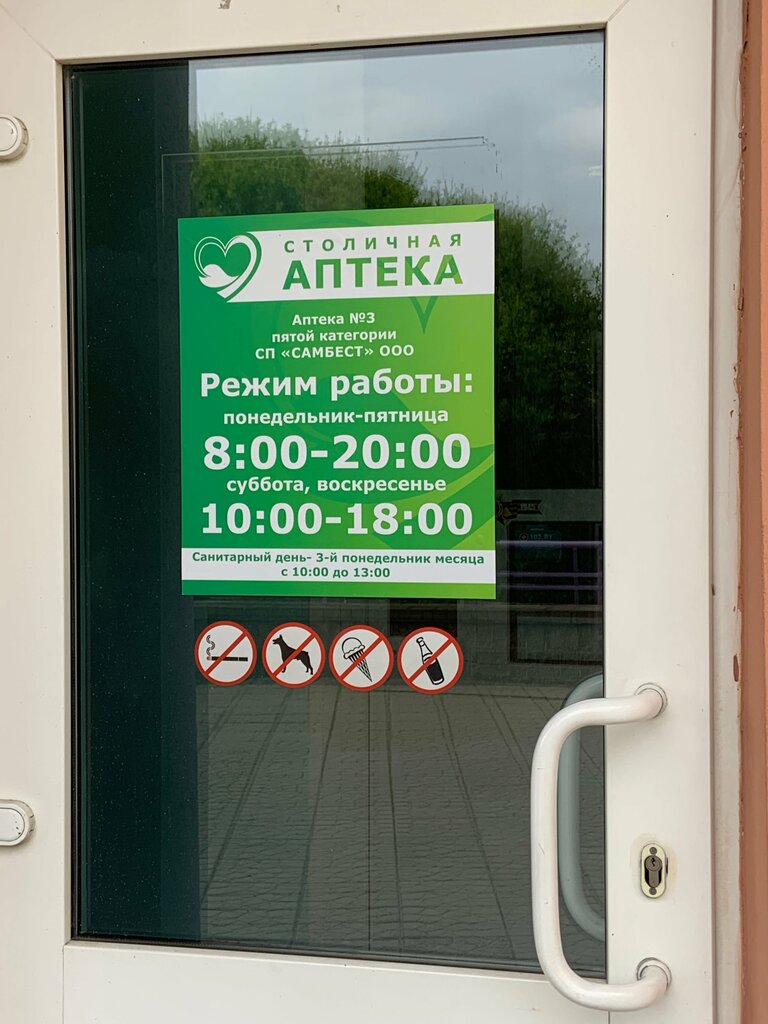 СТОЛИЧНАЯ
АПТЕКА
Аптека №3
пятой категории
СП «САМБЕСТ» ООО
Режим работы:
понедельник-пятница
8:00-20:00
суббота, воскресенье
10:00-18:00
Санитарный день- 3-й понедельник месяца
с 10:00 до 13:00